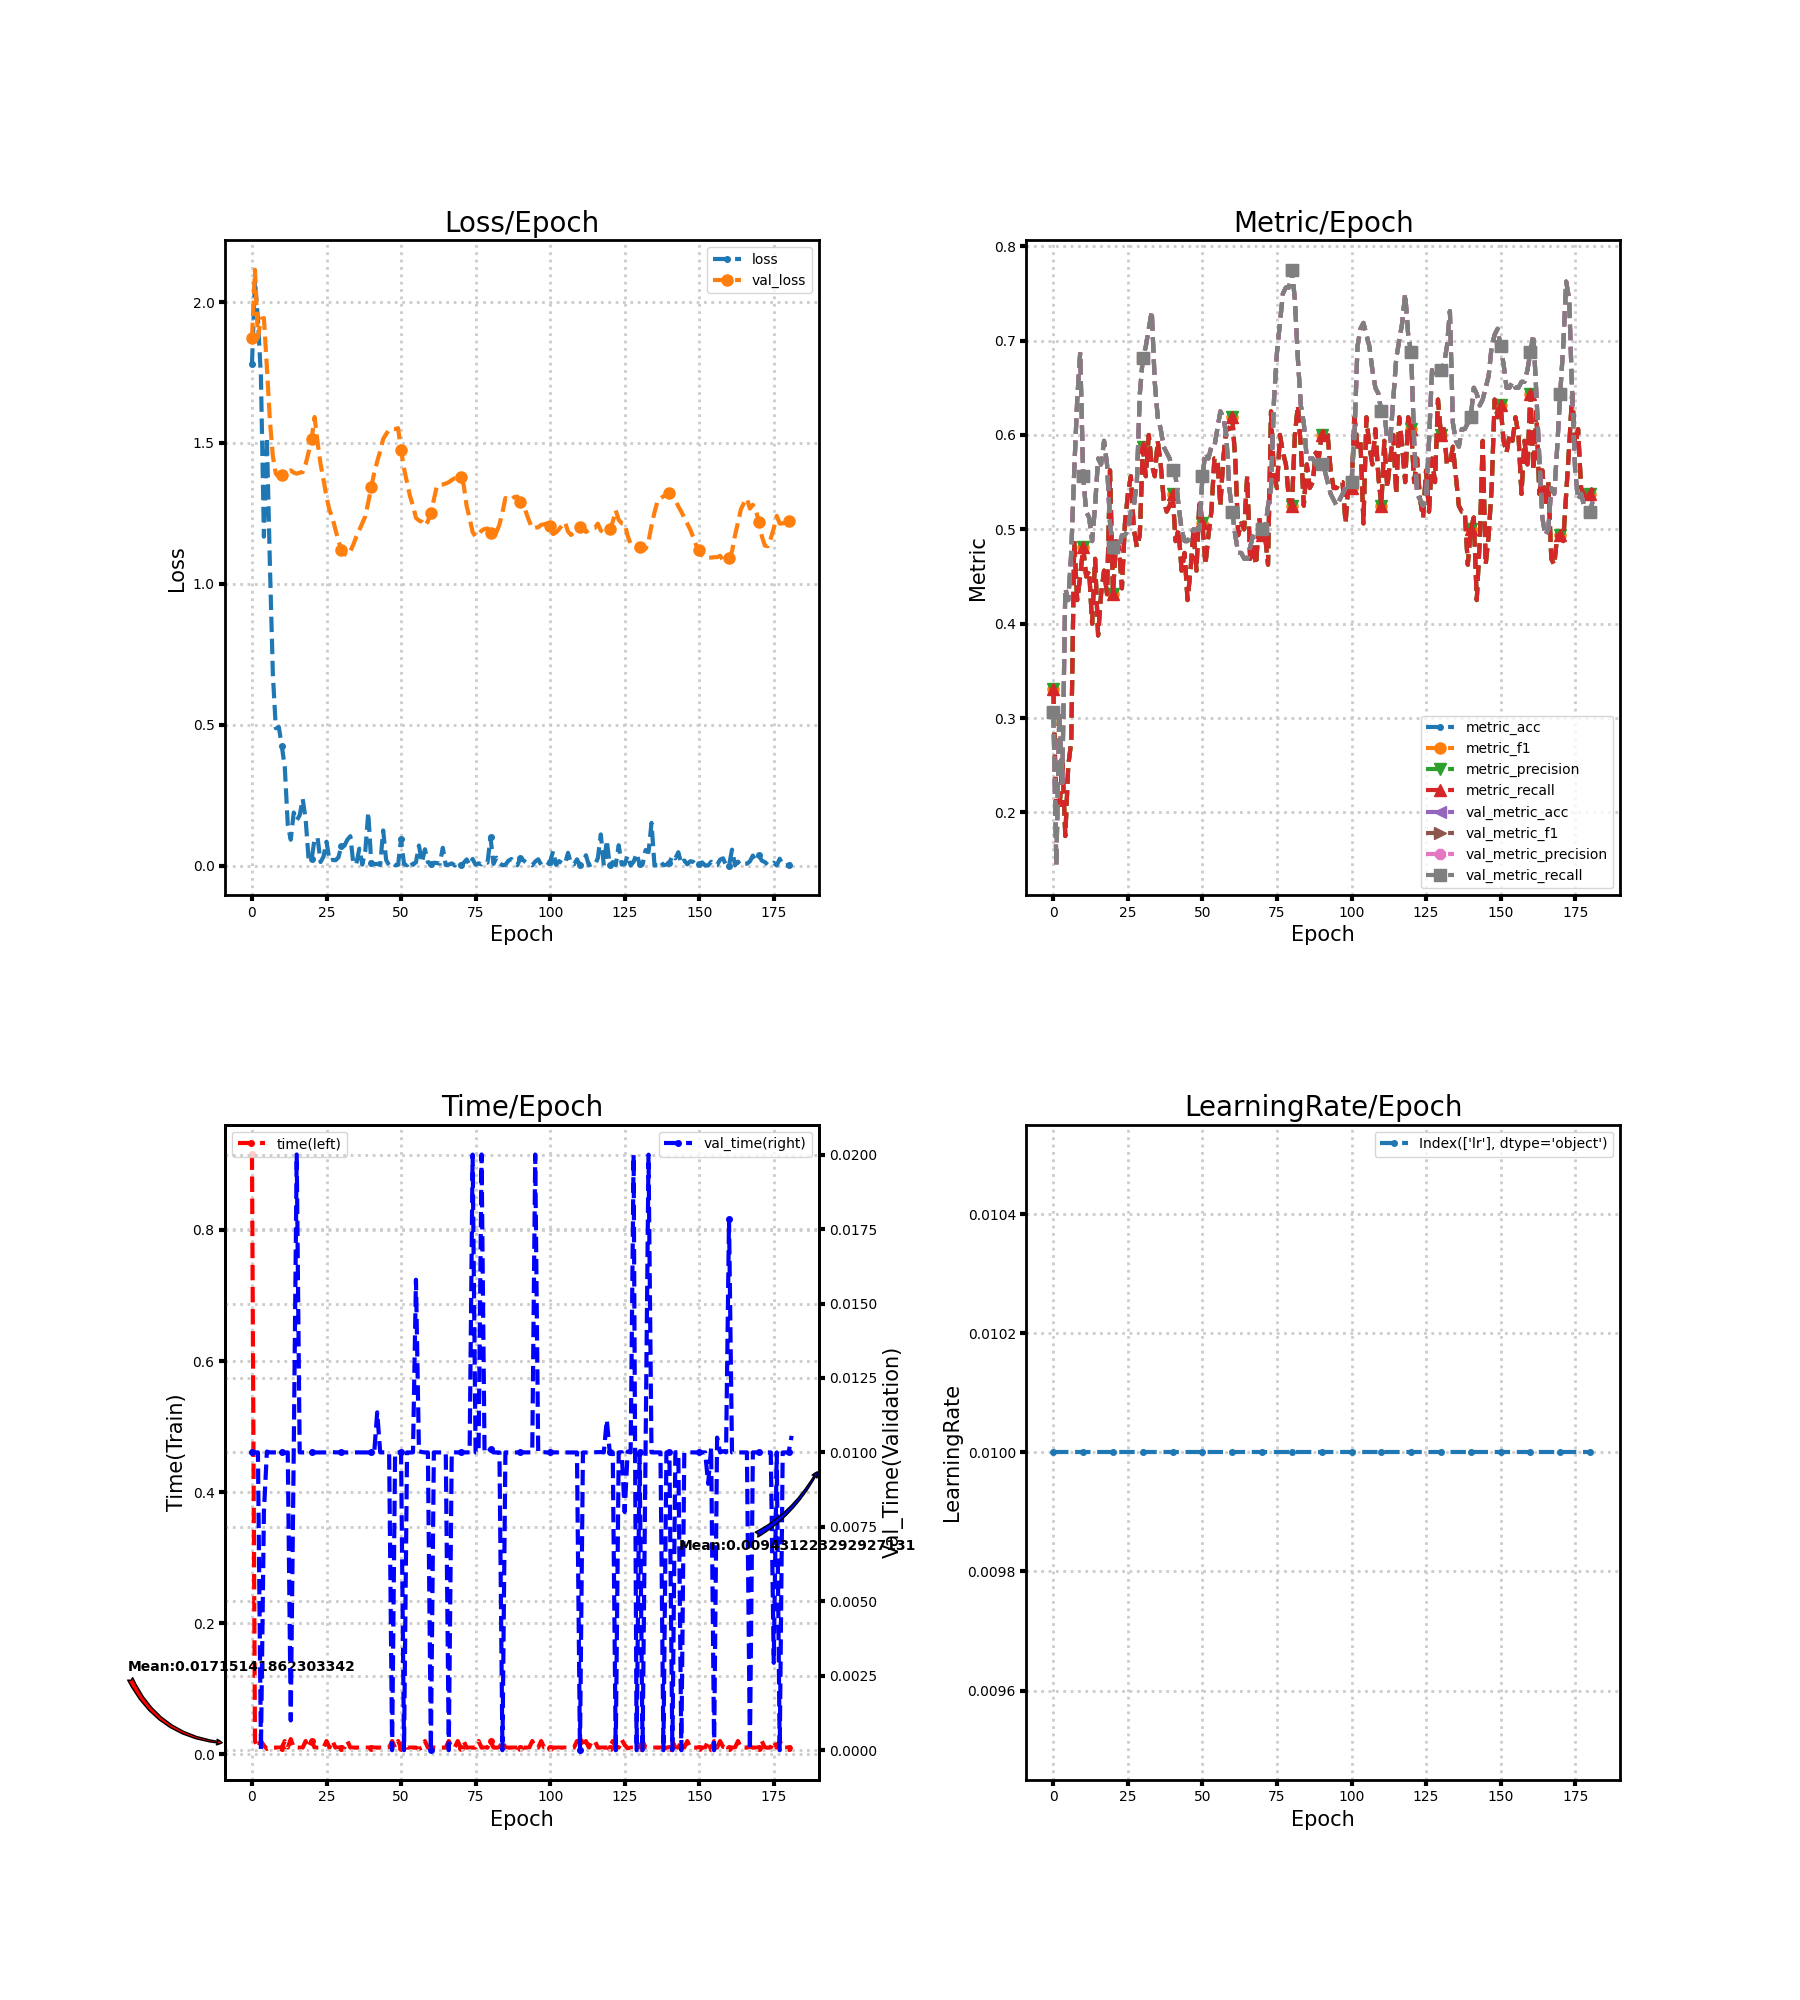 Loss/Epoch
2.0
1.5
1.0
0.5
0.0
Loss
loss
val_loss
0 25 50 75 100 125 150 175
Epoch
Metric/Epoch
0.8
0.7
0.6
0.5
0.4
0.3
0.2
Metric
metric_acc
metric_f1
metric_precision
metric_recall
val_metric_acc
val_metric_f1
val_metric_precision
val_metric_recall
0 25 50 75 100 125 150 175
Epoch
Time/Epoch
time(left)
val_time(right)
0.8
0.6
0.4
0.2
0.0
Time(Train)
0.0200
0.0175
0.0150
0.0125
0.0100
0.0075
0.0050
0.0025
0.0000
Val_Time(Validation)
Mean:0.009431223292927131
Mean:0.01715141862303342
0 25 50 75 100 125 150 175
Epoch
LearningRate/Epoch
Index(['lr'], dtype='object')
0.0104
0.0102
0.0100
0.0098
0.0096
LearningRate
0 25 50 75 100 125 150 175
Epoch